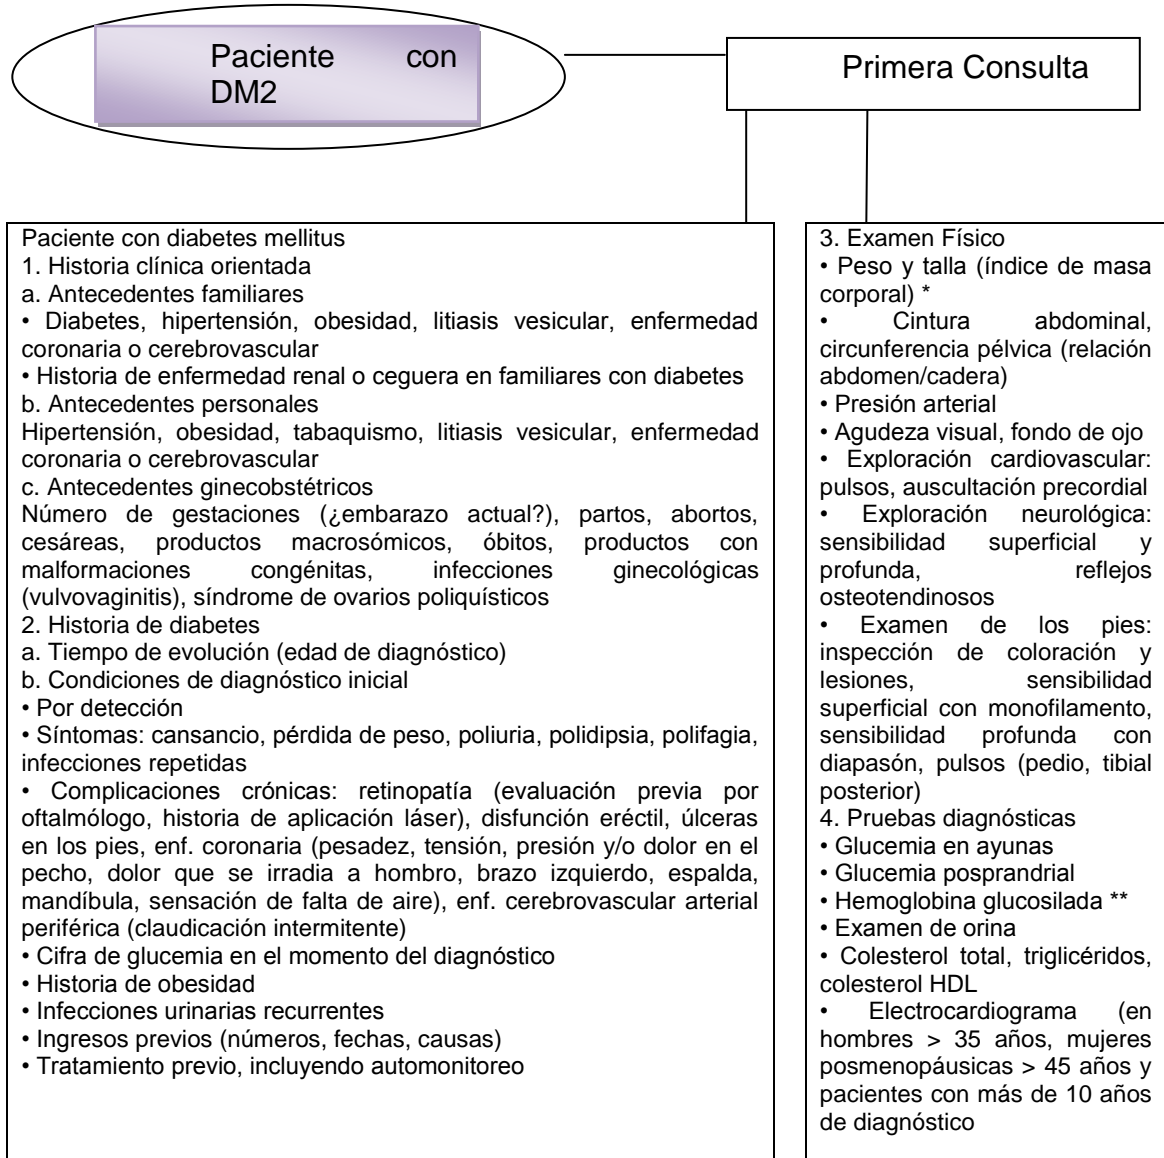 Paciente con
DM2
Primera Consulta
Paciente con diabetes mellitus
1. Historia clínica orientada
a. Antecedentes familiares
• Diabetes, hipertensión, obesidad, litiasis vesicular, enfermedad
coronaria o cerebrovascular
• Historia de enfermedad renal o ceguera en familiares con diabetes
b. Antecedentes personales
Hipertensión, obesidad, tabaquismo, litiasis vesicular, enfermedad
coronaria o cerebrovascular
c. Antecedentes ginecobstétricos
Número de gestaciones (¿embarazo actual?), partos, abortos,
cesáreas, productos macrosómicos, óbitos, productos con
malformaciones congénitas, infecciones ginecológicas
(vulvovaginitis), síndrome de ovarios poliquísticos
2. Historia de diabetes
a. Tiempo de evolución (edad de diagnóstico)
b. Condiciones de diagnóstico inicial
• Por detección
• Síntomas: cansancio, pérdida de peso, poliuria, polidipsia, polifagia,
infecciones repetidas
• Complicaciones crónicas: retinopatía (evaluación previa por
oftalmólogo, historia de aplicación láser), disfunción eréctil, úlceras
en los pies, enf. coronaria (pesadez, tensión, presión y/o dolor en el
pecho, dolor que se irradia a hombro, brazo izquierdo, espalda,
mandíbula, sensación de falta de aire), enf. cerebrovascular arterial
periférica (claudicación intermitente)
• Cifra de glucemia en el momento del diagnóstico
• Historia de obesidad
• Infecciones urinarias recurrentes
• Ingresos previos (números, fechas, causas)
• Tratamiento previo, incluyendo automonitoreo
3. Examen Físico
• Peso y talla (índice de masa
corporal) *
• Cintura abdominal,
circunferencia pélvica (relación
abdomen/cadera)
• Presión arterial
• Agudeza visual, fondo de ojo
• Exploración cardiovascular:
pulsos, auscultación precordial
• Exploración neurológica:
sensibilidad superficial y
profunda, reflejos
osteotendinosos
• Examen de los pies:
inspección de coloración y
lesiones, sensibilidad
superficial con monofilamento,
sensibilidad profunda con
diapasón, pulsos (pedio, tibial
posterior)
4. Pruebas diagnósticas
• Glucemia en ayunas
• Glucemia posprandrial
• Hemoglobina glucosilada **
• Examen de orina
• Colesterol total, triglicéridos,
colesterol HDL
• Electrocardiograma (en
hombres > 35 años, mujeres
posmenopáusicas > 45 años y
pacientes con más de 10 años
de diagnóstico